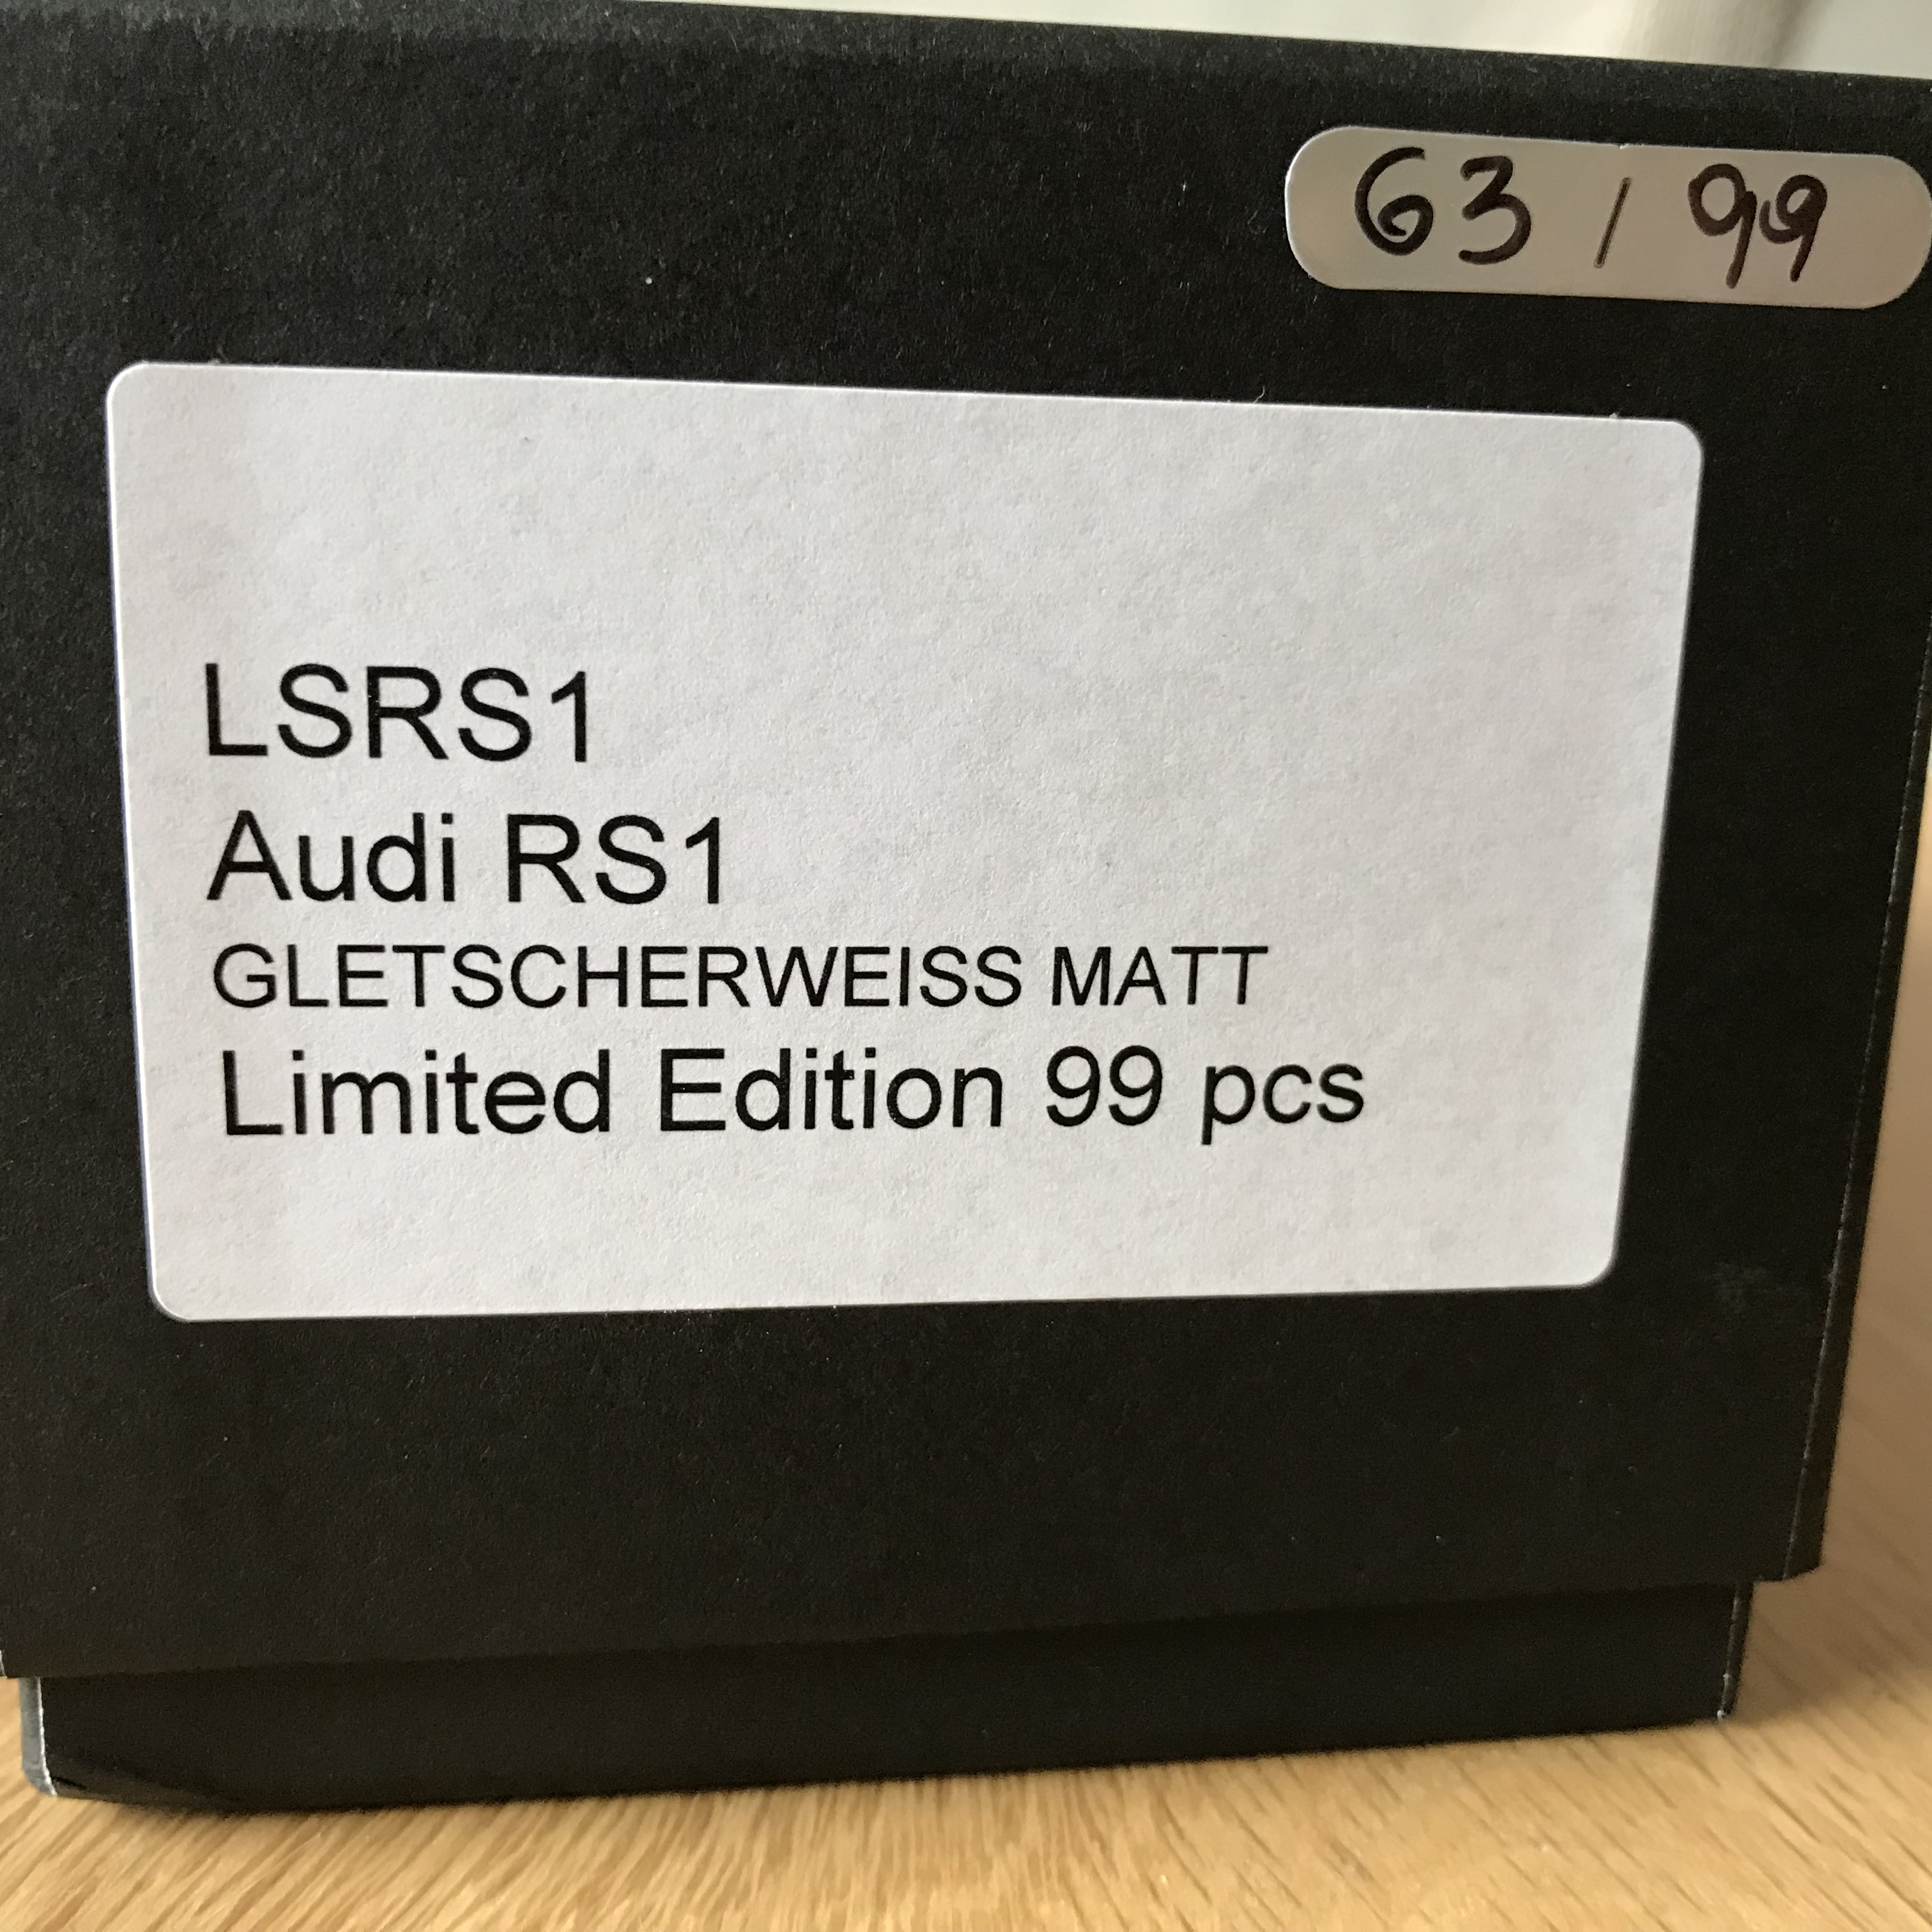 63 / 99
LSRS1
Audi RS1
GLETSCHERWEISS MATT
Limited Edition 99 pcs